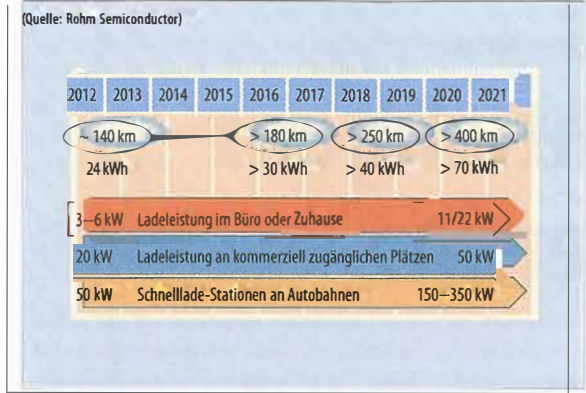 (Quelle: Rohm Semiconductor)
2012 2013 2014 2015 2016 2017 2018 2019 2020 2021
~ 140 km > 180 km > 250 km > 400 km
24 kWh > 30 kWh > 40 kWh > 70 kWh
3–6 kW Ladeleistung im Büro oder Zuhause 11/22 kW
20 kW Ladeleistung an kommerziell zugänglichen Plätzen 50 kW
50 kW Schnelllade-Stationen an Autobahnen 150–350 kW